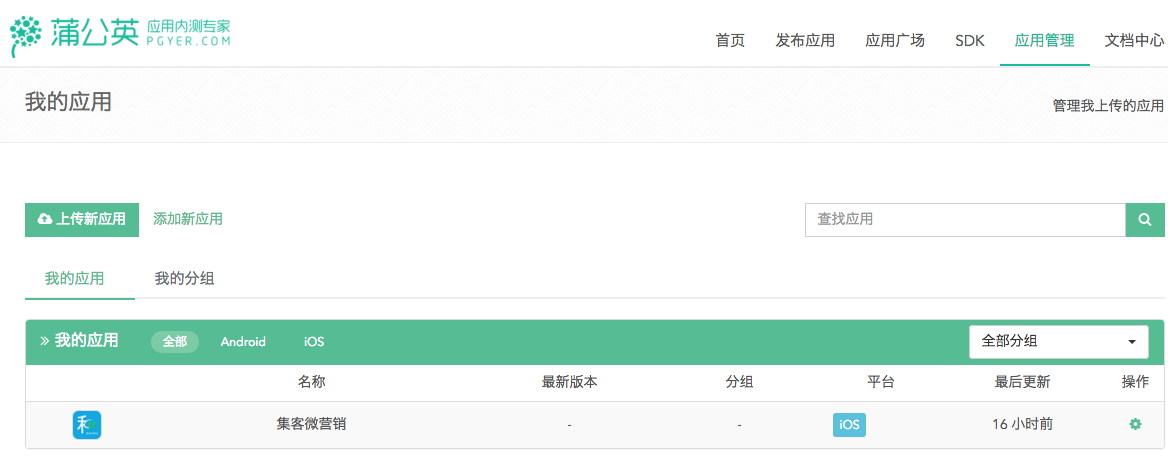 蒲公英 应用内测专家
PGYER.COM
首页 发布应用 应用广场 SDK 应用管理 文档中心
我的应用
管理我上传的应用
上传新应用 添加新应用 查找应用
我的应用 我的分组
我的应用 全部 Android iOS 全部分组
名称 最新版本 分组 平台 最后更新 操作
集客微营销 - - iOS 16 小时前